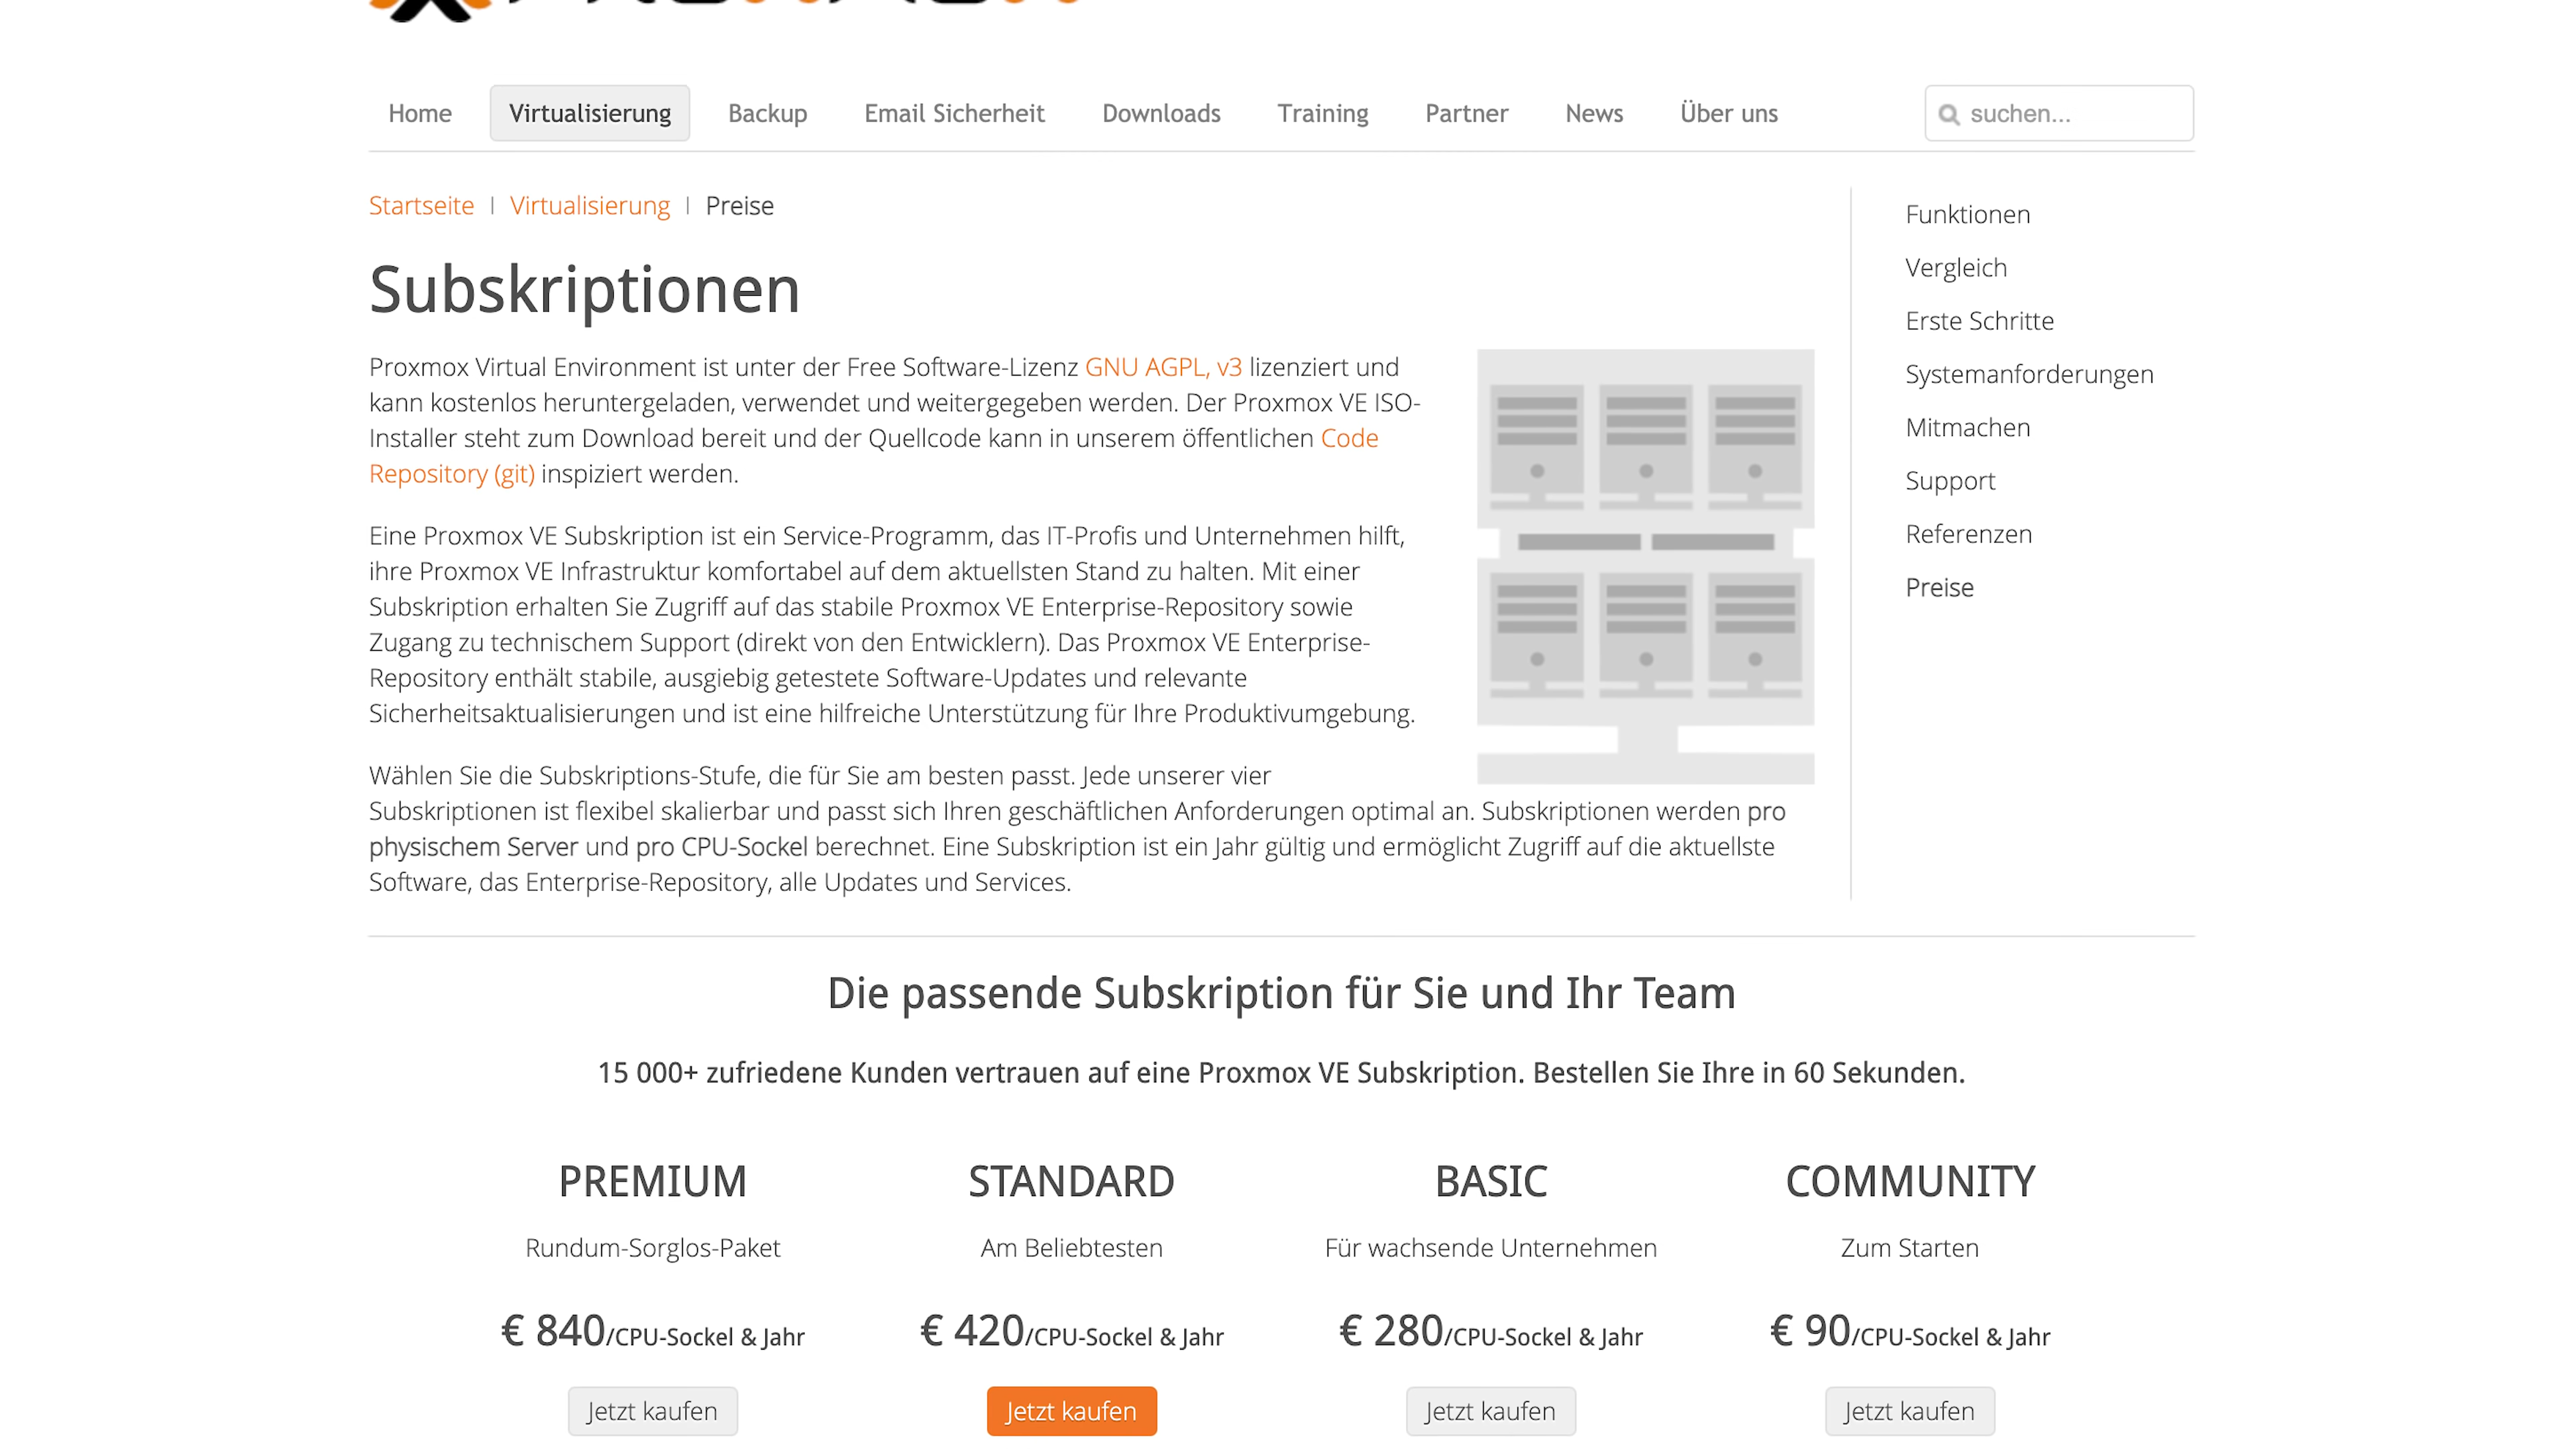 Home Virtualisierung Backup Email Sicherheit Downloads Training Partner News Über uns suchen...
Startseite | Virtualisierung | Preise
Subskriptionen
Proxmox Virtual Environment ist unter der Free Software-Lizenz GNU AGPL, v3 lizenziert und
kann kostenlos heruntergeladen, verwendet und weitergegeben werden. Der Proxmox VE ISO-
Installer steht zum Download bereit und der Quellcode kann in unserem öffentlichen Code
Repository (git) inspiziert werden.
Eine Proxmox VE Subskription ist ein Service-Programm, das IT-Profis und Unternehmen hilft,
ihre Proxmox VE Infrastruktur komfortabel auf dem aktuellsten Stand zu halten. Mit einer
Subskription erhalten Sie Zugriff auf das stabile Proxmox VE Enterprise-Repository sowie
Zugang zu technischem Support (direkt von den Entwicklern). Das Proxmox VE Enterprise-
Repository enthält stabile, ausgiebig getestete Software-Updates und relevante
Sicherheitsaktualisierungen und ist eine hilfreiche Unterstützung für Ihre Produktivumgebung.
Wählen Sie die Subskriptions-Stufe, die für Sie am besten passt. Jede unserer vier
Subskriptionen ist flexibel skalierbar und passt sich Ihren geschäftlichen Anforderungen optimal an. Subskriptionen werden pro
physischem Server und pro CPU-Sockel berechnet. Eine Subskription ist ein Jahr gültig und ermöglicht Zugriff auf die aktuellste
Software, das Enterprise-Repository, alle Updates und Services.
Funktionen
Vergleich
Erste Schritte
Systemanforderungen
Mitmachen
Support
Referenzen
Preise
Die passende Subskription für Sie und Ihr Team
15 000+ zufriedene Kunden vertrauen auf eine Proxmox VE Subskription. Bestellen Sie Ihre in 60 Sekunden.
PREMIUM
Rundum-Sorglos-Paket
€ 840/CPU-Sockel & Jahr
Jetzt kaufen
STANDARD
Am Beliebtesten
€ 420/CPU-Sockel & Jahr
Jetzt kaufen
BASIC
Für wachsende Unternehmen
€ 280/CPU-Sockel & Jahr
Jetzt kaufen
COMMUNITY
Zum Starten
€ 90/CPU-Sockel & Jahr
Jetzt kaufen